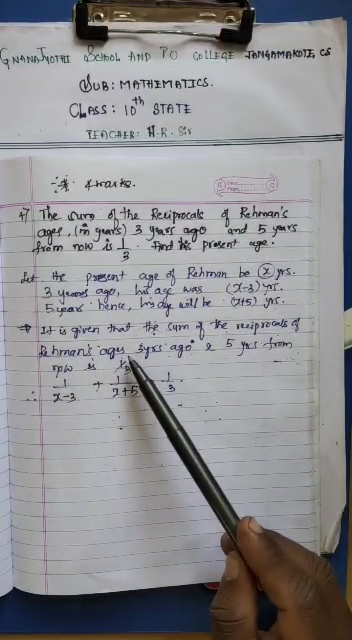 GNANAJYOTHI SCHOOL AND PU COLLEGE JANGAMAKOTE, CS
SUB: MATHEMATICS.
CLASS: 10th STATE
TEACHER: H.R. Sir
4 marks.
47 The sum of the Reciprocals of Rehman's
ages, (in years) 3 years ago and 5 years
from now is 1/3. Find his present age.
Let the present age of Rehman be (x) yrs.
3 years ago, his age was (x-3) yrs.
5 years hence, his age will be (x+5) yrs.
⇒ It is given that the sum of the reciprocals of
Rehman's ages 3yrs ago & 5 yrs from
now is 1/3
∴ 1/x-3 + 1/x+5 1/3